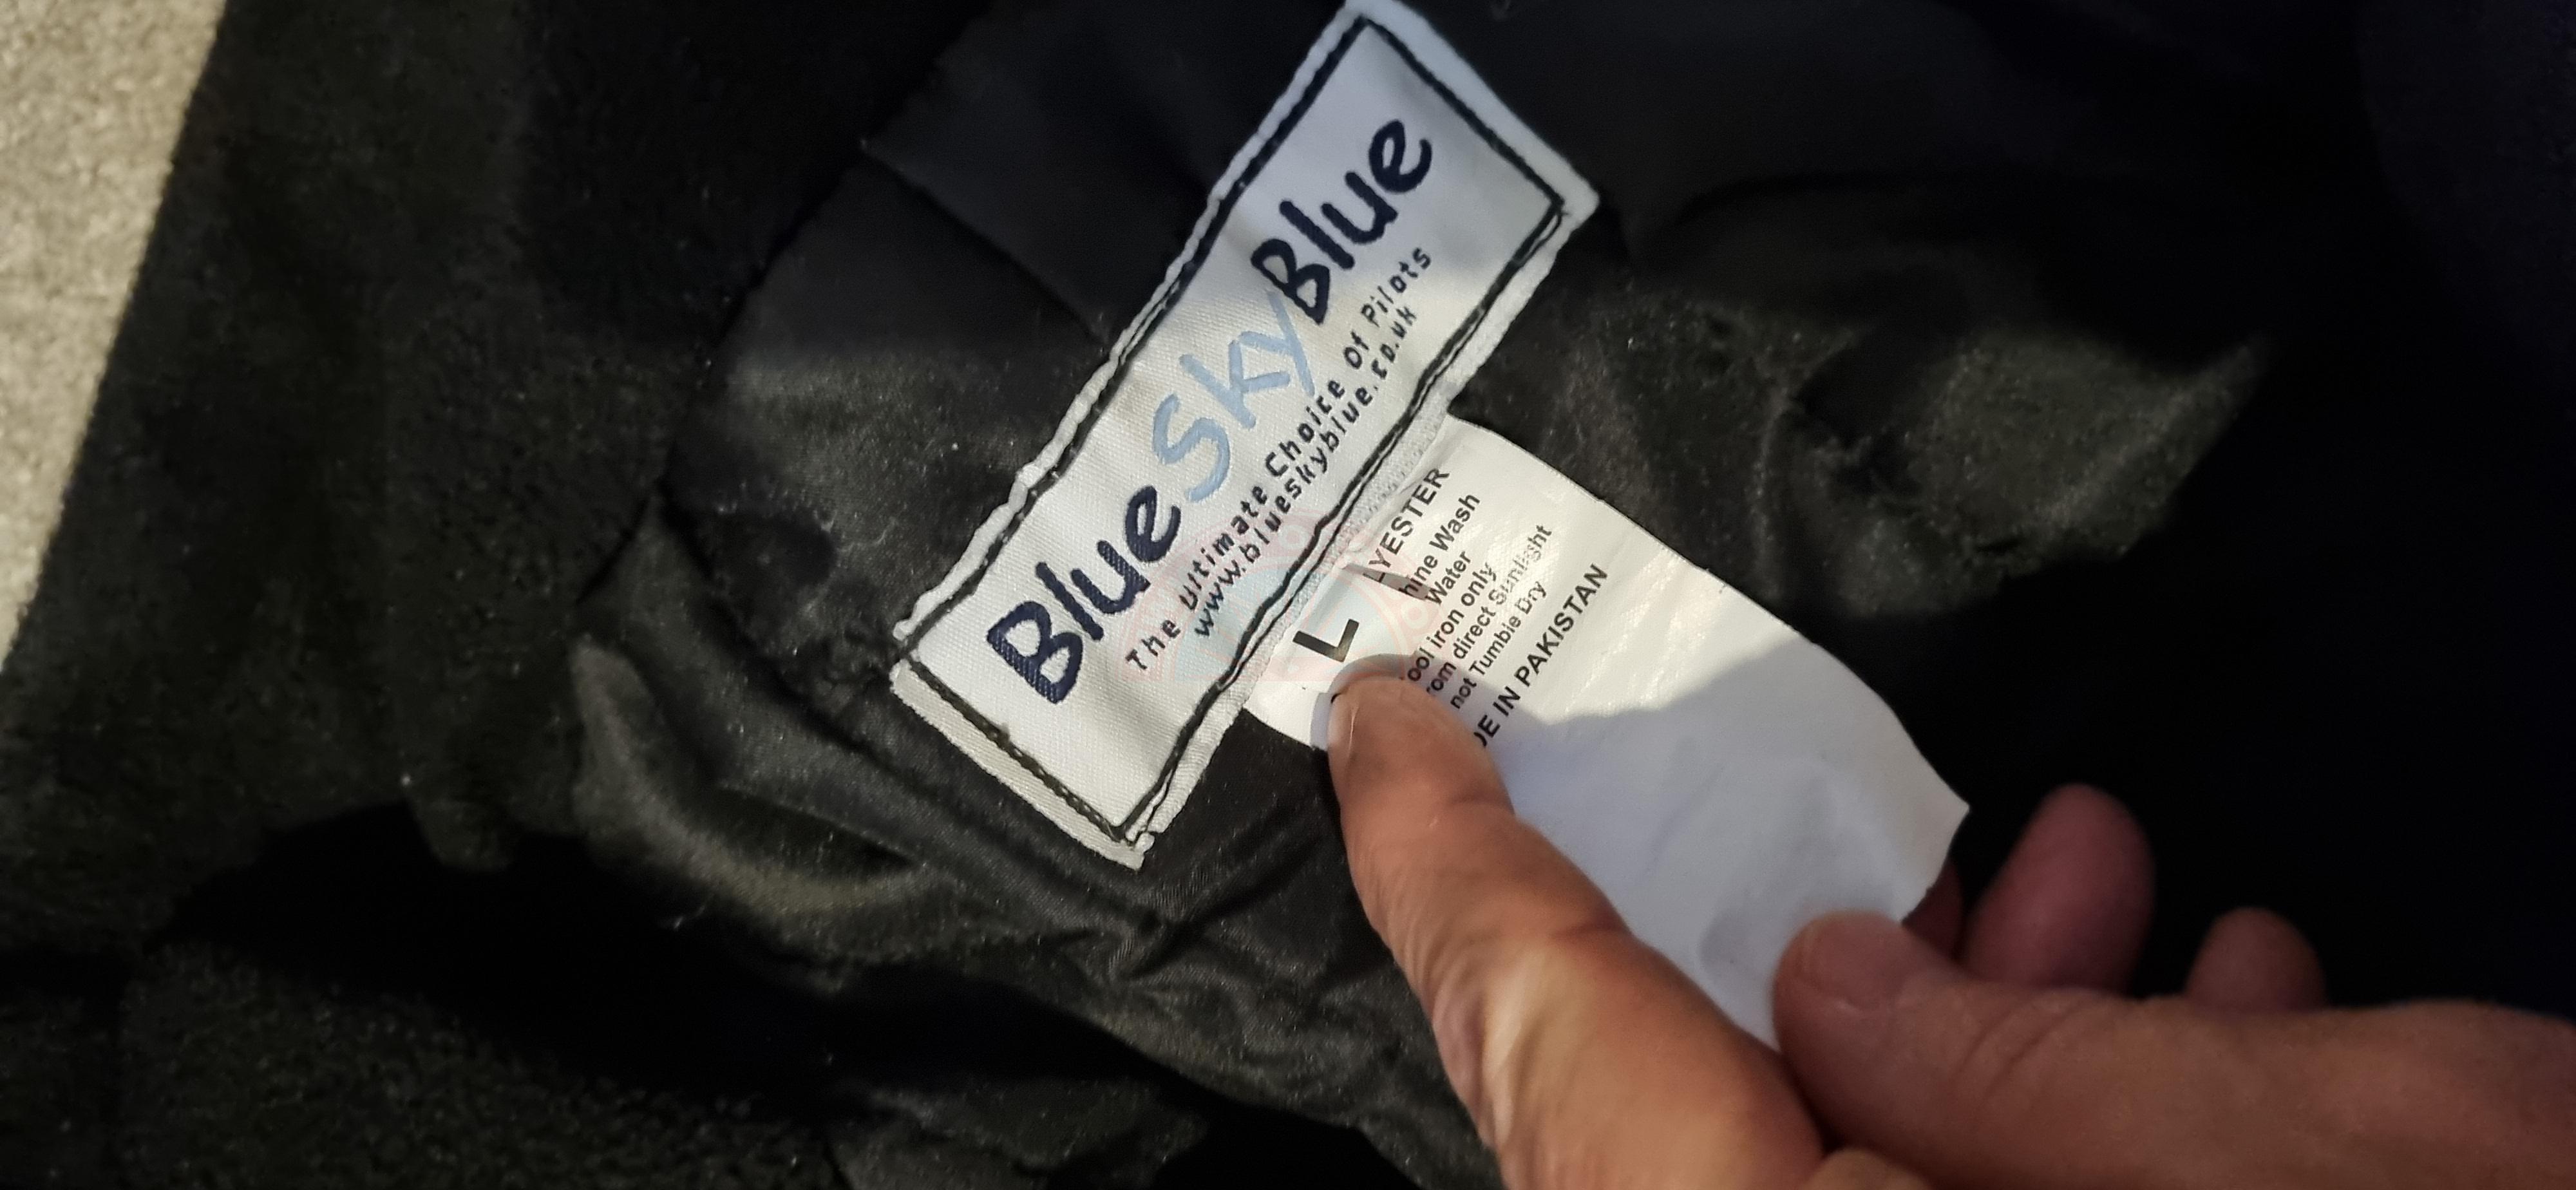 BlueSkyBlue
The Ultimate Choice Of Pilots
www.blueskyblue.co.uk
L
LYESTER
hine Wash
Water
ool iron only
rom direct Sunlight
not Tumble Dry
DE IN PAKISTAN